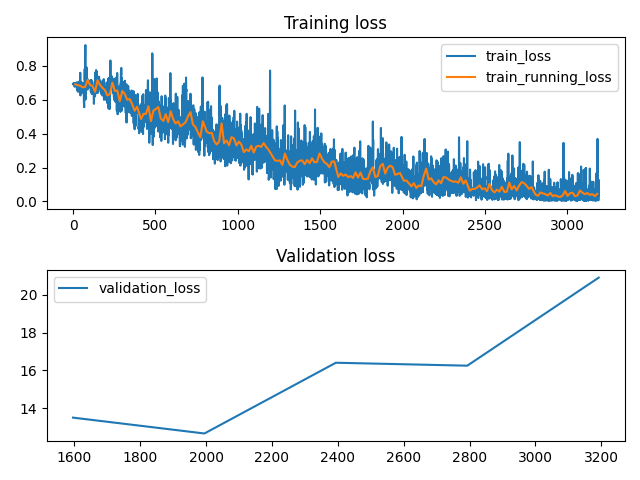 Training loss
train_loss
train_running_loss
0.8
0.6
0.4
0.2
0.0
0 500 1000 1500 2000 2500 3000
Validation loss
validation_loss
20
18
16
14
1600 1800 2000 2200 2400 2600 2800 3000 3200